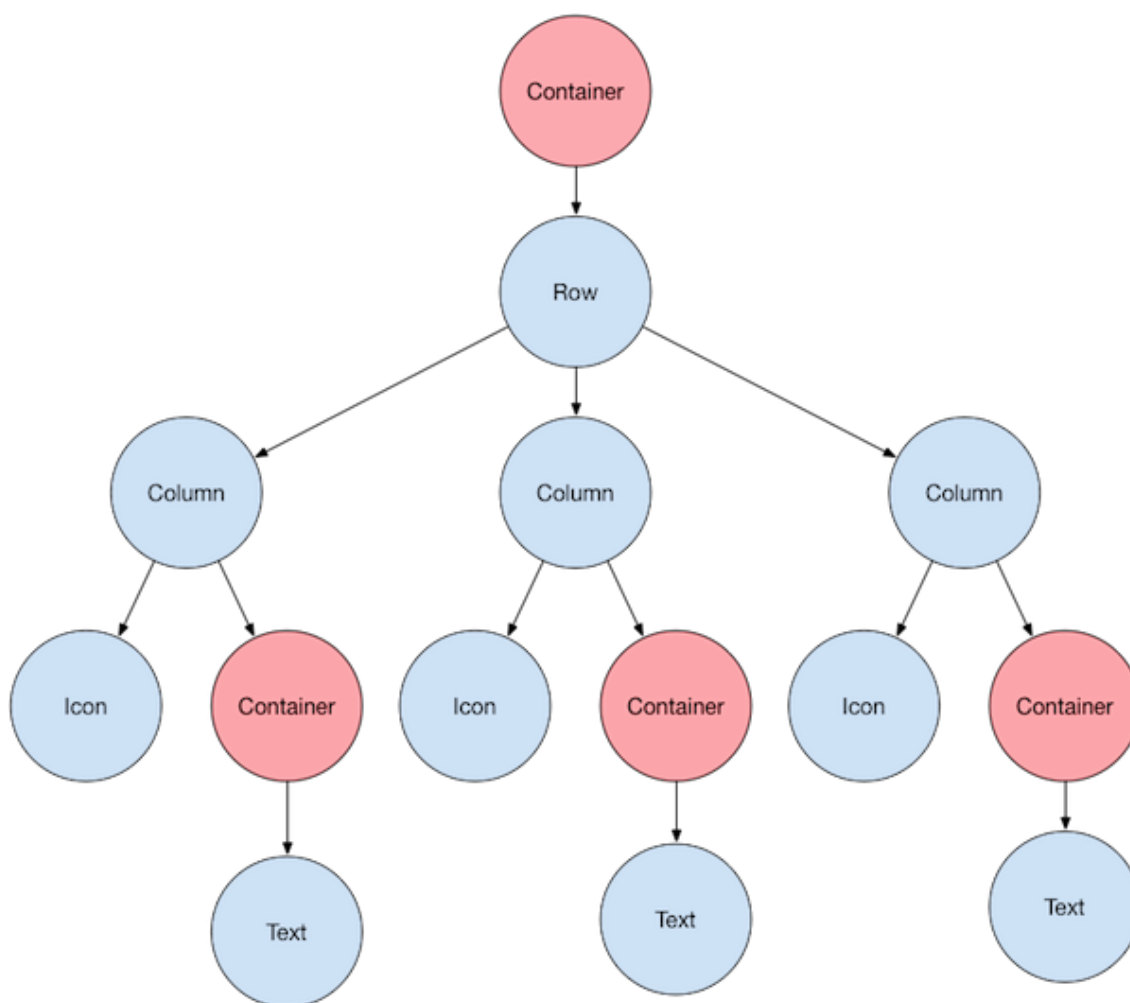 Container
Row
Column
Column
Column
Icon
Container
Icon
Container
Icon
Container
Text
Text
Text